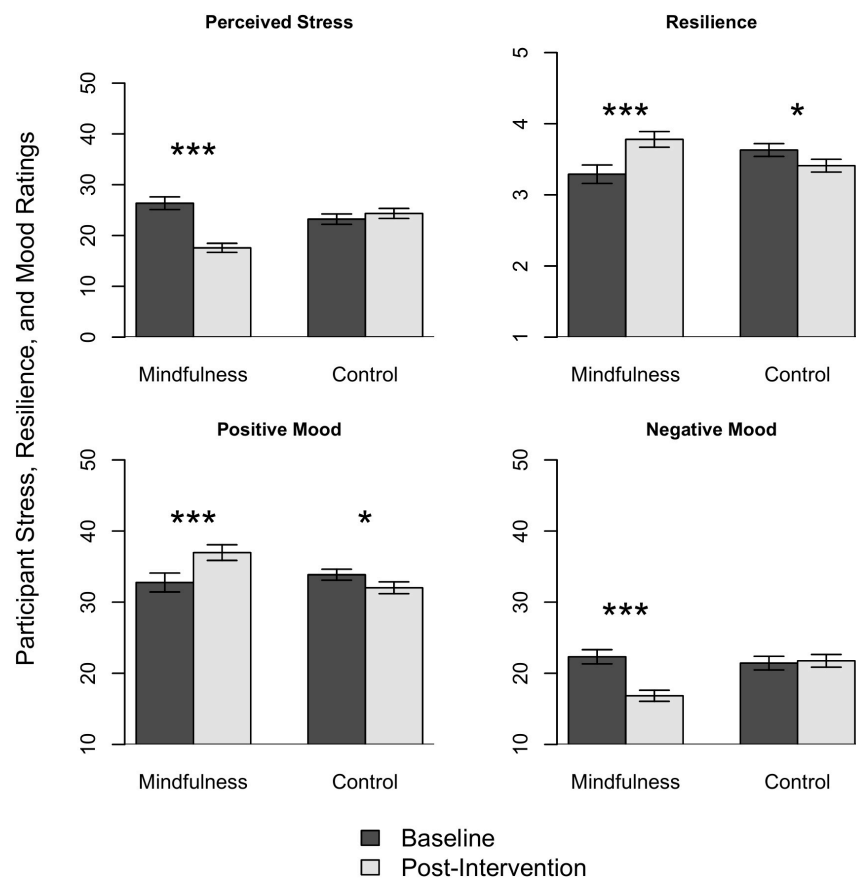 Perceived Stress
Participant Stress, Resilience, and Mood Ratings
50
40
30
20
10
0
***
Mindfulness
Control
Resilience
5
4
3
2
1
***
*
Mindfulness
Control
Positive Mood
50
40
30
20
10
***
*
Mindfulness
Control
Negative Mood
50
40
30
20
10
***
Mindfulness
Control
Baseline
Post-Intervention